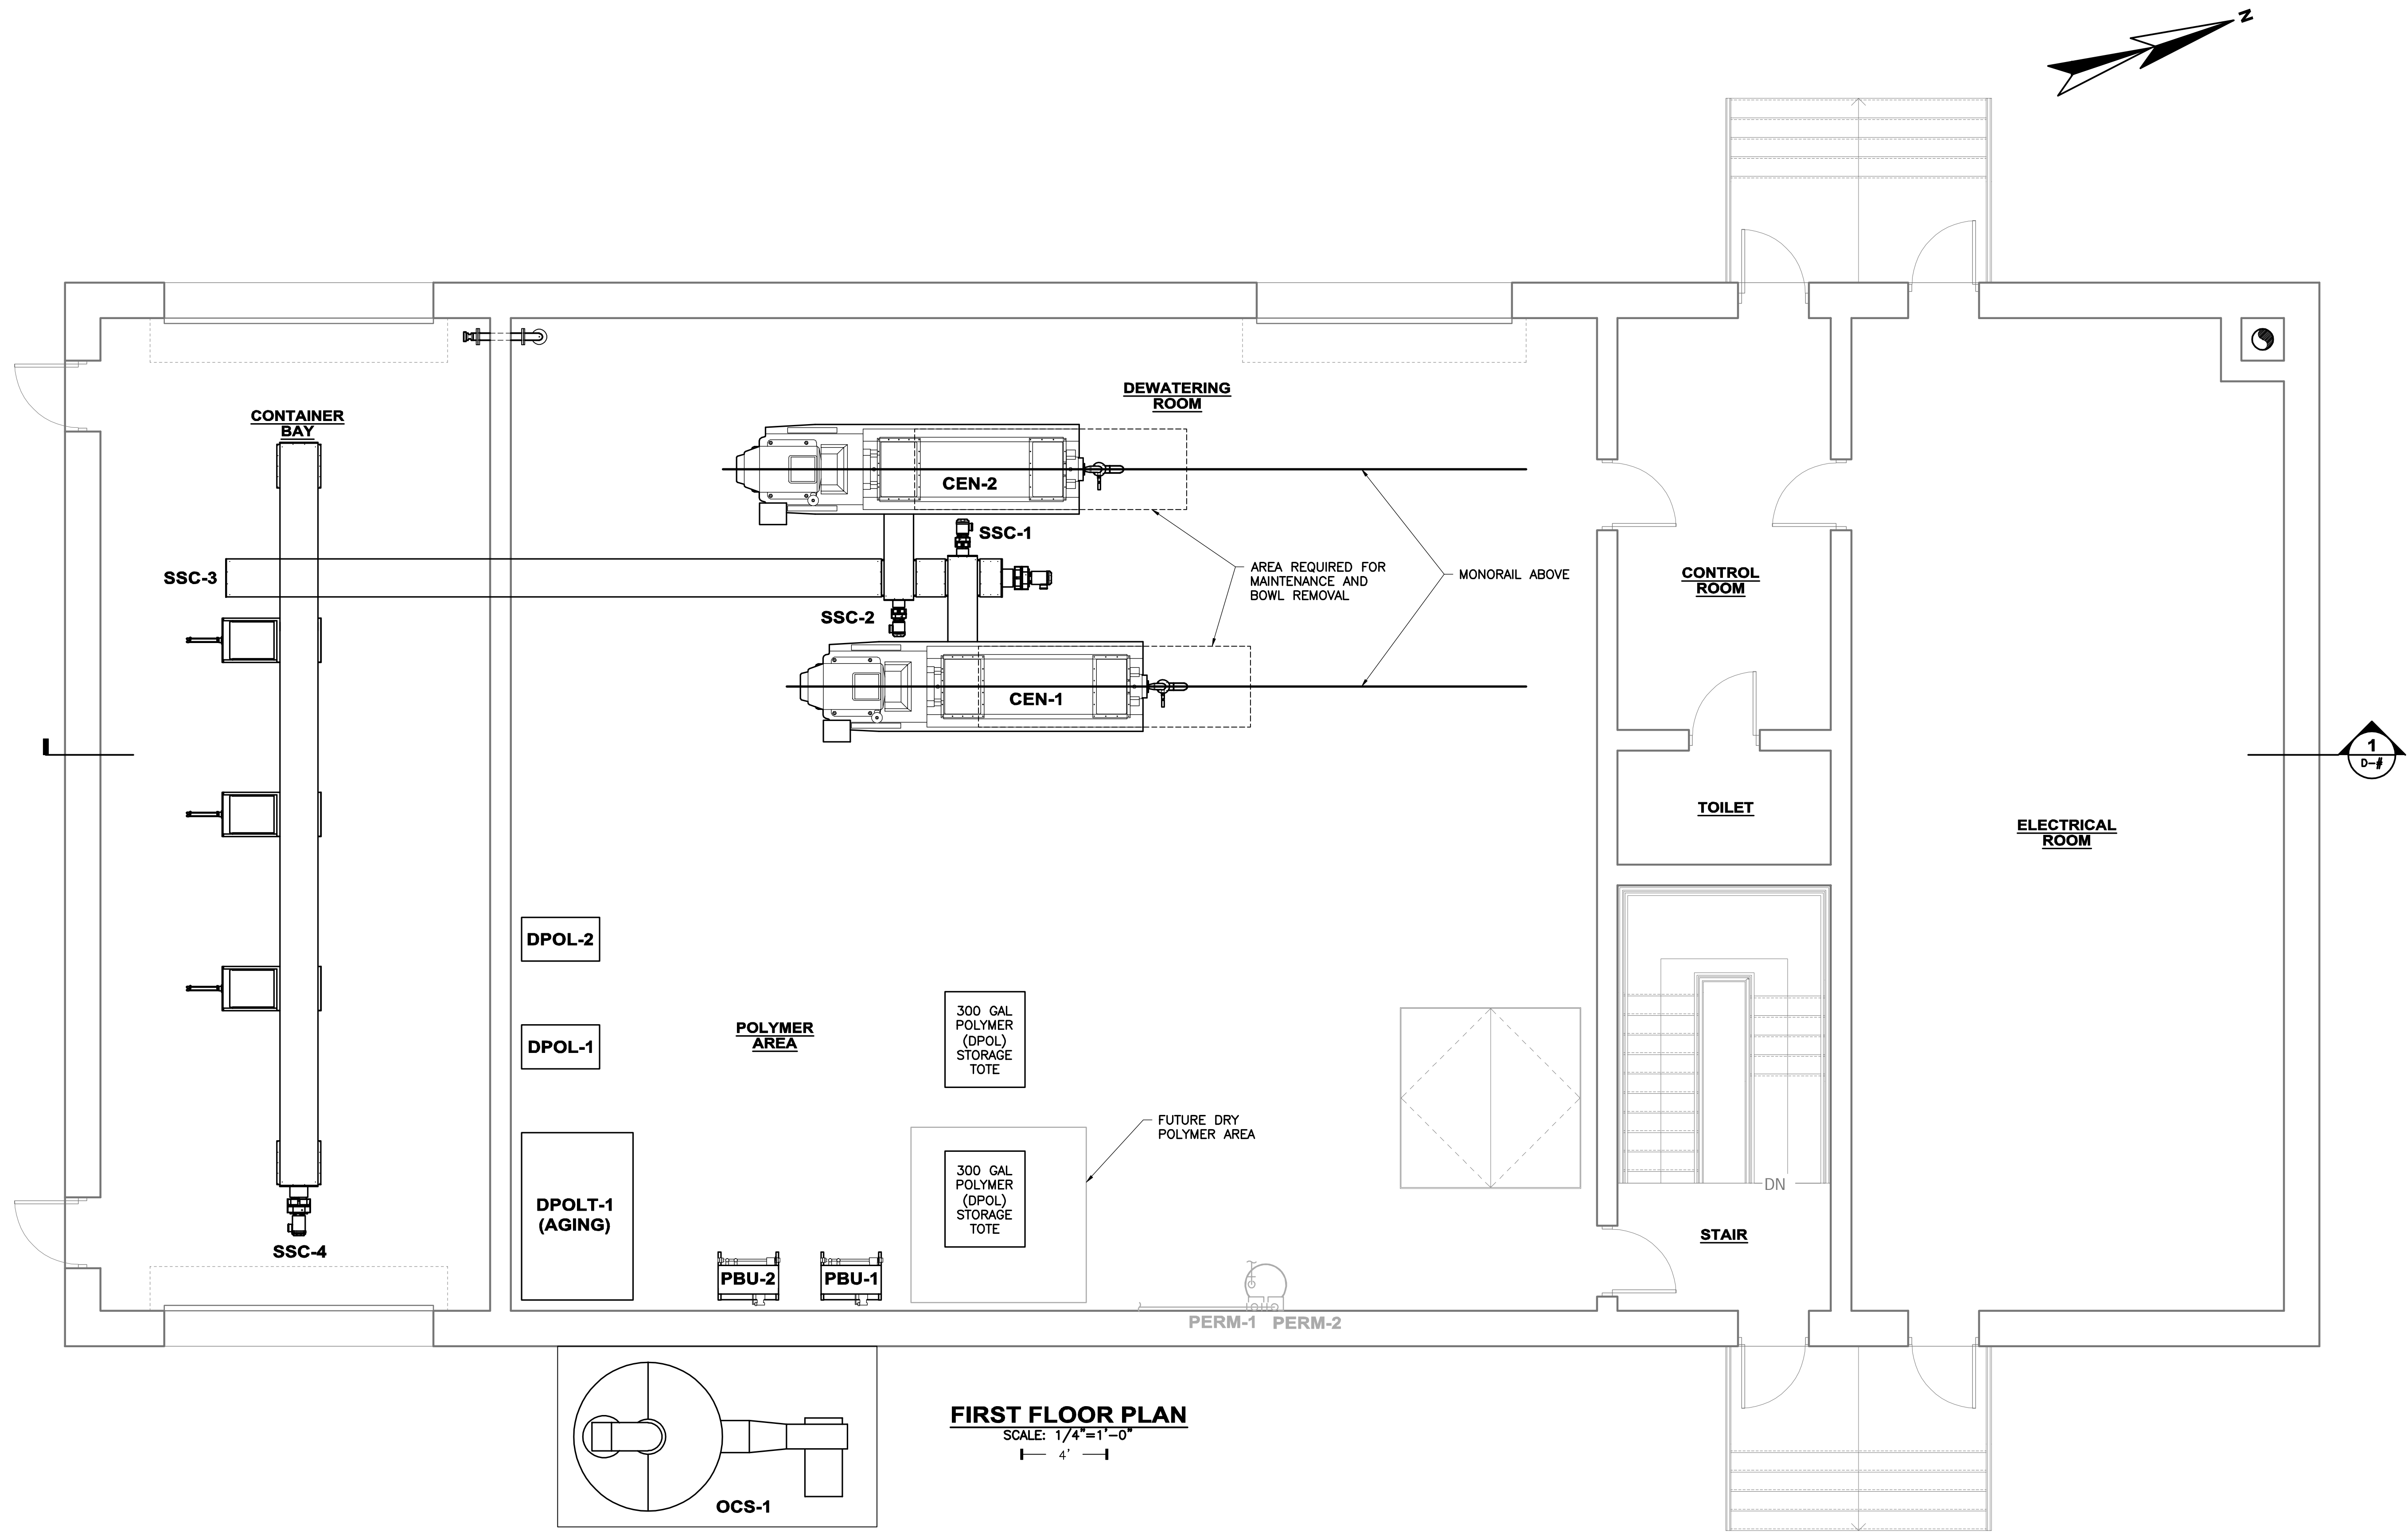 N
CONTAINER
BAY
DEWATERING
ROOM
CEN-2
SSC-1
SSC-3
SSC-2
AREA REQUIRED FOR
MAINTENANCE AND
BOWL REMOVAL
MONORAIL ABOVE
CONTROL
ROOM
CEN-1
1
D-#
TOILET
ELECTRICAL
ROOM
DPOL-2
DPOL-1
POLYMER
AREA
300 GAL
POLYMER
(DPOL)
STORAGE
TOTE
FUTURE DRY
POLYMER AREA
300 GAL
POLYMER
(DPOL)
STORAGE
TOTE
DPOLT-1
(AGING)
DN
STAIR
SSC-4
PBU-2
PBU-1
PERM-1
PERM-2
FIRST FLOOR PLAN
SCALE: 1/4"=1'-0"
4'
OCS-1